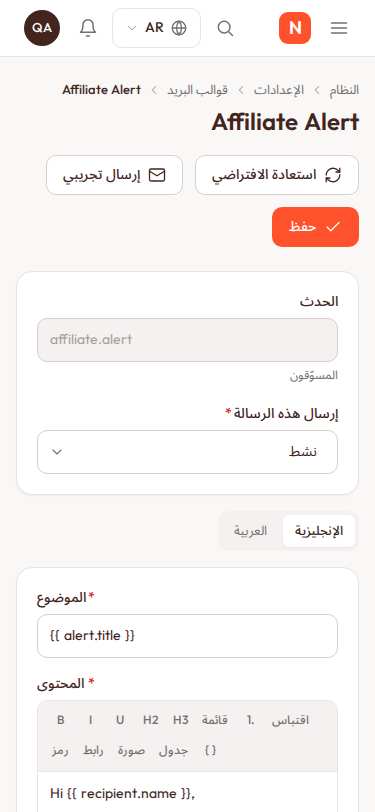 N
AR
QA
النظام > الإعدادات > قوالب البريد > Affiliate Alert
Affiliate Alert
استعادة الافتراضي
إرسال تجريبي
حفظ
الحدث
affiliate.alert
المسوّقون
إرسال هذه الرسالة *
نشط
الإنجليزية
العربية
الموضوع *
{{ alert.title }}
المحتوى *
B I U H2 H3 قائمة 1. اقتباس
رمز رابط صورة جدول { }
Hi {{ recipient.name }},